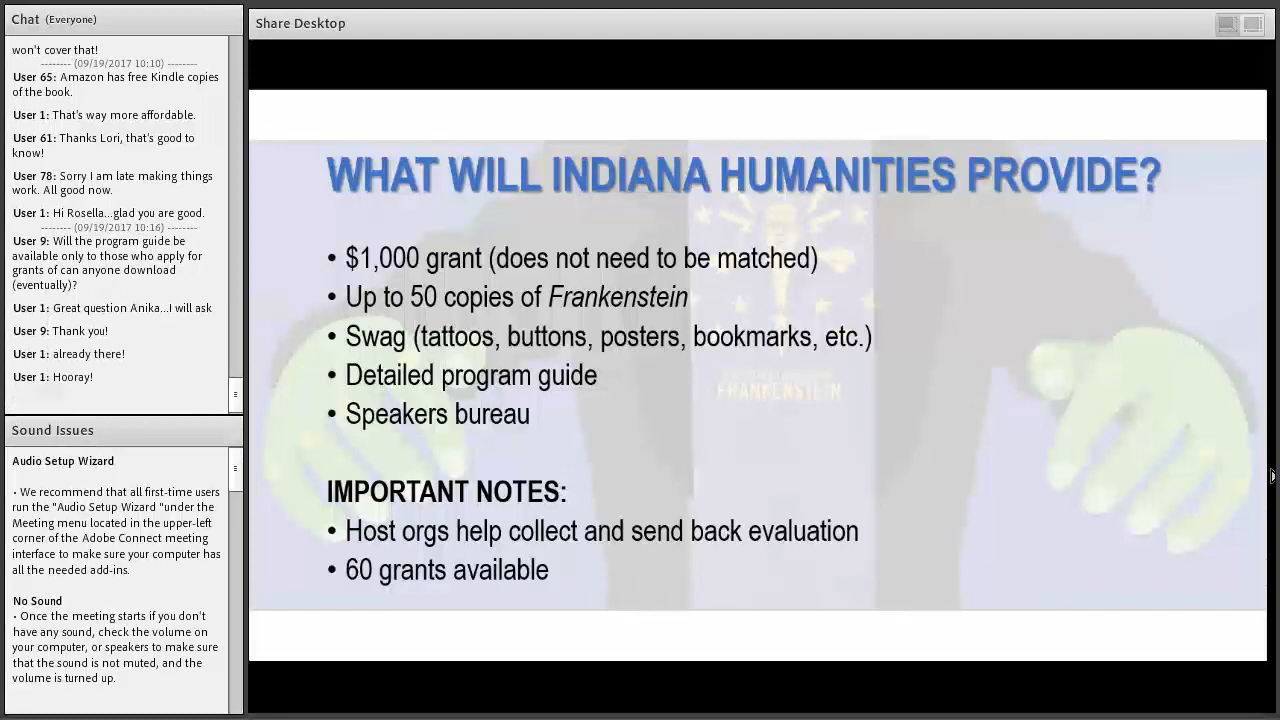 Chat (Everyone)
won't cover that!
-------- (09/19/2017 10:10) --------
User 65: Amazon has free Kindle copies
of the book.
User 1: That's way more affordable.
User 61: Thanks Lori, that's good to
know!
User 78: Sorry I am late making things
work. All good now.
User 1: Hi Rosella...glad you are good.
-------- (09/19/2017 10:16) --------
User 9: Will the program guide be
available only to those who apply for
grants of can anyone download
(eventually)?
User 1: Great question Anika...I will ask
User 9: Thank you!
User 1: already there!
User 1: Hooray!
Sound Issues
Audio Setup Wizard
• We recommend that all first-time users
run the "Audio Setup Wizard "under the
Meeting menu located in the upper-left
corner of the Adobe Connect meeting
interface to make sure your computer has
all the needed add-ins.
No Sound
• Once the meeting starts if you don't
have any sound, check the volume on
your computer, or speakers to make sure
that the sound is not muted, and the
volume is turned up.
Share Desktop
WHAT WILL INDIANA HUMANITIES PROVIDE?
• $1,000 grant (does not need to be matched)
• Up to 50 copies of Frankenstein
• Swag (tattoos, buttons, posters, bookmarks, etc.)
• Detailed program guide
• Speakers bureau
FRANKENSTEIN
IMPORTANT NOTES:
• Host orgs help collect and send back evaluation
• 60 grants available